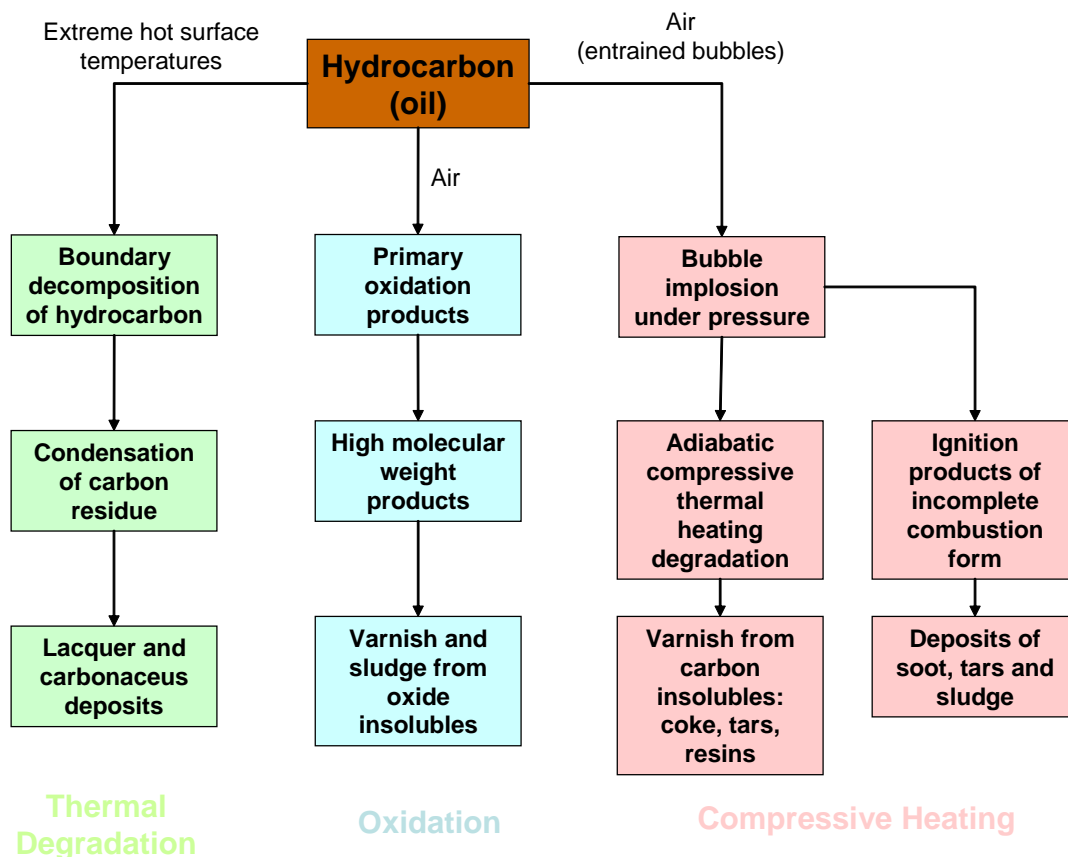 Extreme hot surface
temperatures
Hydrocarbon
(oil)
Air
(entrained bubbles)
Air
Boundary
decomposition
of hydrocarbon
Primary
oxidation
products
Bubble
implosion
under pressure
Condensation
of carbon
residue
High molecular
weight
products
Adiabatic
compressive
thermal
heating
degradation
Ignition
products of
incomplete
combustion
form
Lacquer and
carbonaceus
deposits
Varnish and
sludge from
oxide
insolubles
Varnish from
carbon
insolubles:
coke, tars,
resins
Deposits of
soot, tars and
sludge
Thermal
Degradation
Oxidation
Compressive Heating